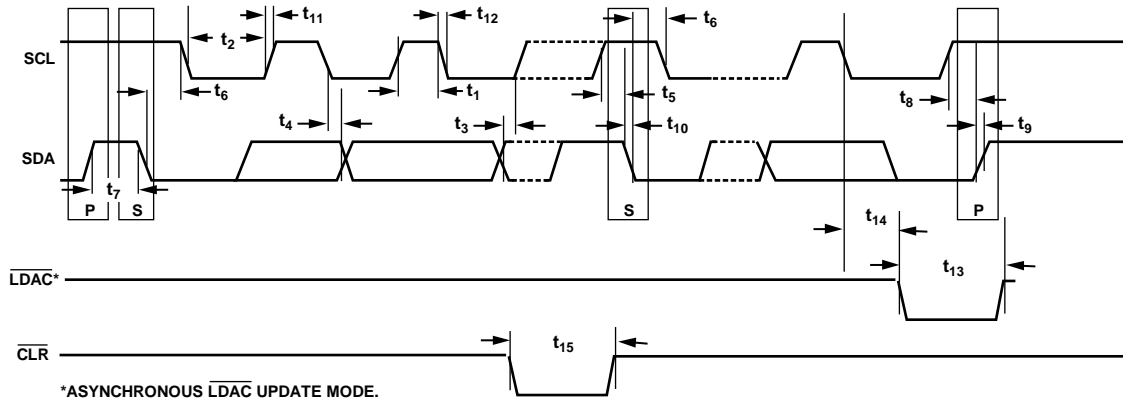 t11
t12
t6
t2
SCL
t6
t1
t5
t8
t4
t3
t10
t9
SDA
t7
P
S
S
P
t14
LDAC*
t13
CLR
t15
*ASYNCHRONOUS LDAC UPDATE MODE.